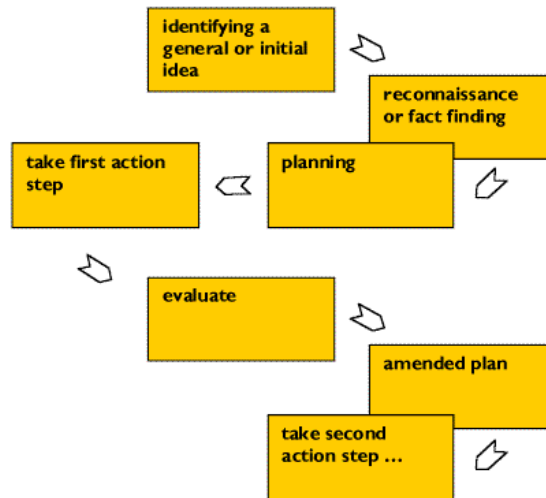 identifying a
general or initial
idea
reconnaissance
or fact finding
planning
take first action
step
evaluate
amended plan
take second
action step ...